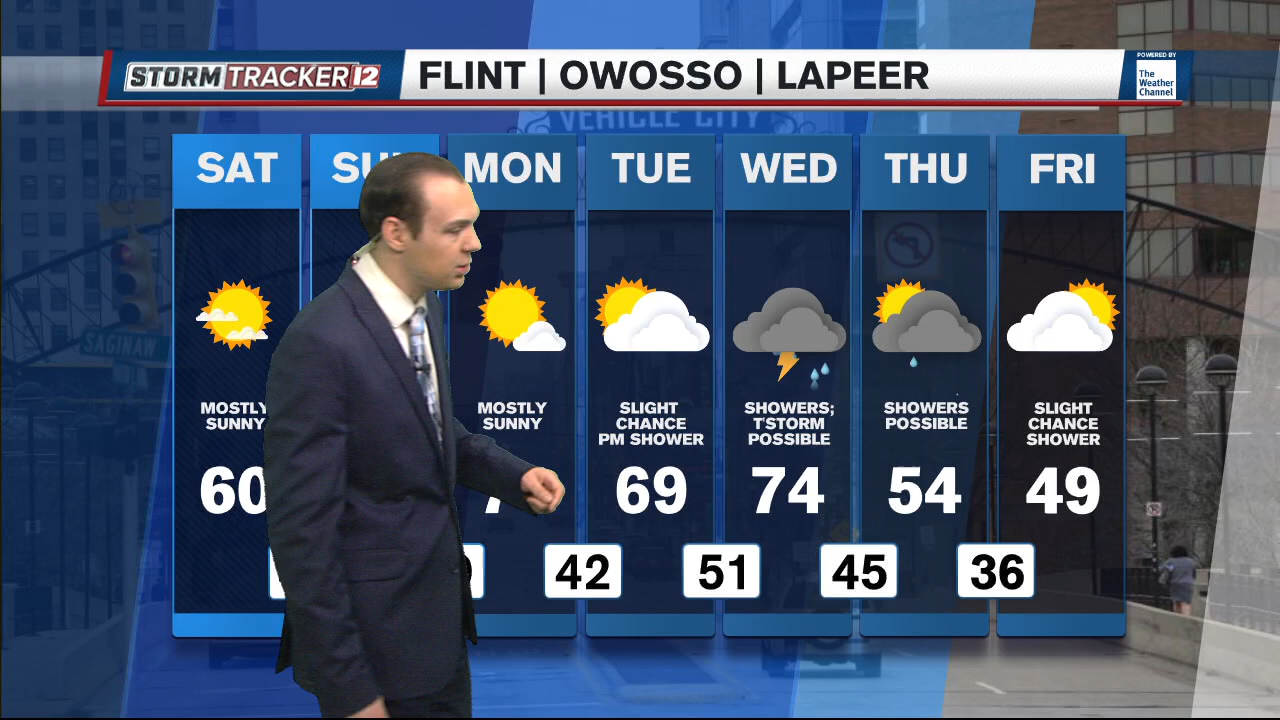 STORMTRACKER12
FLINT | OWOSSO | LAPEER
POWERED BY
The
Weather
Channel
VEHICLE CITY
SAT
MON
TUE
WED
THU
FRI
SAGINAW
MOSTLY
SUNNY
60
MOSTLY
SUNNY
SLIGHT
CHANCE
PM SHOWER
69
SHOWERS;
T'STORM
POSSIBLE
74
SHOWERS
POSSIBLE
54
SLIGHT
CHANCE
SHOWER
49
42
51
45
36